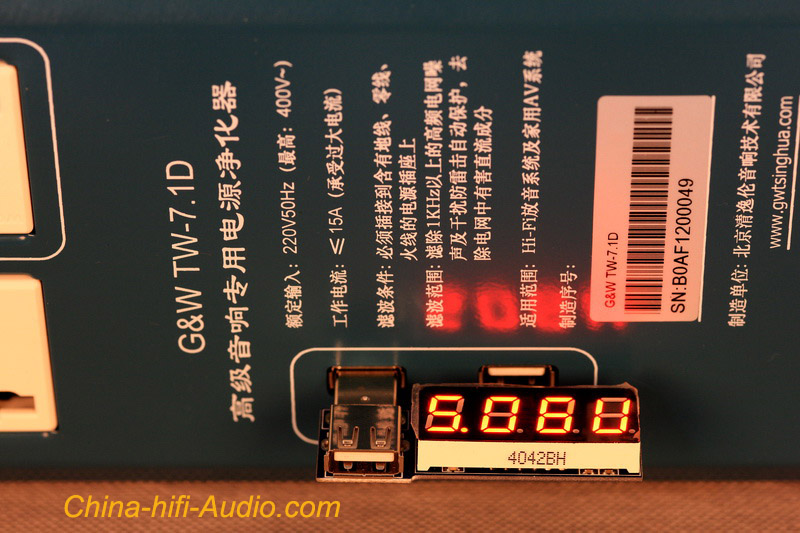 G&W TW-7.1D
高级音响专用电源净化器
额定输入: 220V50Hz (最高: 400V~)
工作电流: ≤ 15A (承受过大电流)
滤波条件: 必须插接到含有地线、零线、
火线的电源插座上
滤波范围: 滤除1KHz以上的高频电网噪
声及干扰防雷击自动保护, 去
除电网中有害直流成分
适用范围: Hi-Fi放音系统及家用AV系统
制造序号:
G&W TW-7.1D
SN:B0AF1200049
制造单位: 北京清逸伦音响技术有限公司
www.gwtsinghua.com
5.06U
4042BH
China-hifi-Audio.com